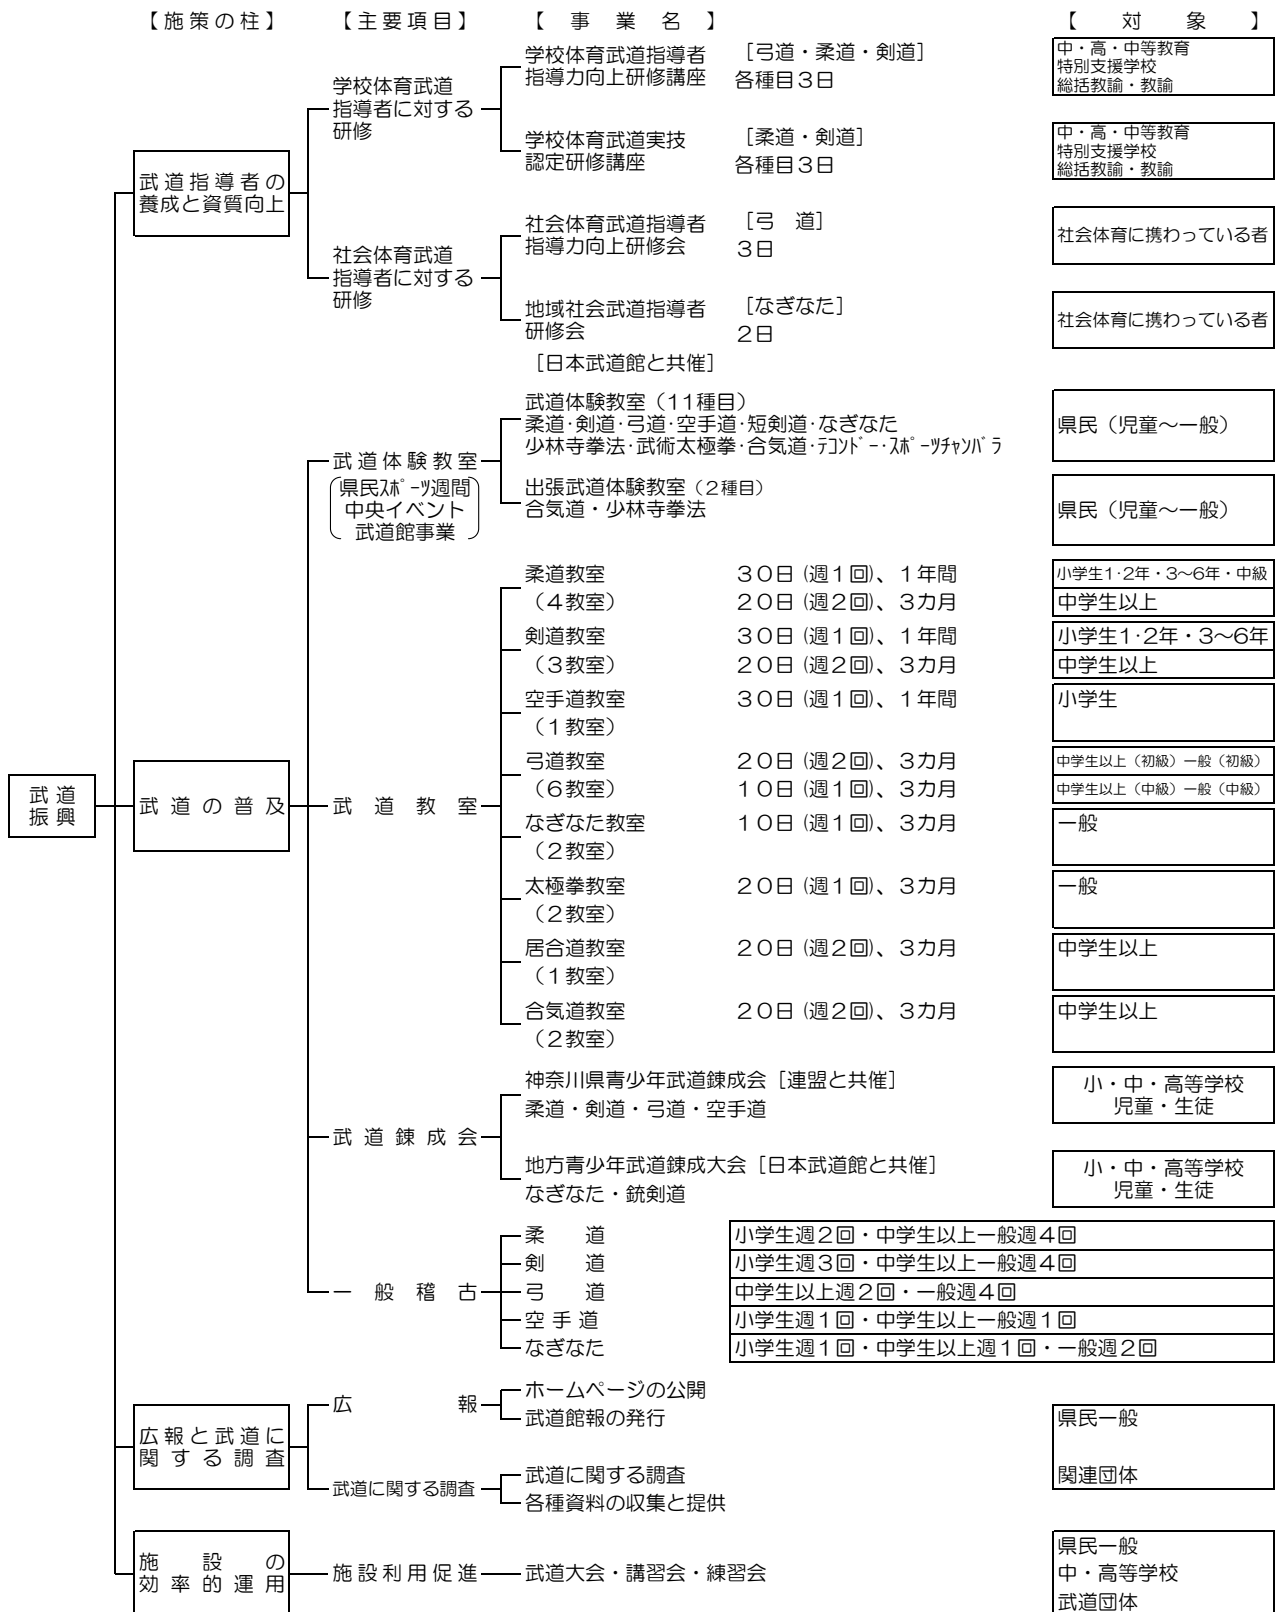 【施策の柱】 【主要項目】 【 事 業 名 】 【 対 象 】
武 道
振 興
武道指導者の
養成と資質向上
学校体育武道
指導者に対する
研修
学校体育武道指導者 [弓道・柔道・剣道]
指導力向上研修講座 各種目3日
中・高・中等教育
特別支援学校
総括教諭・教諭
学校体育武道実技 [柔道・剣道]
認定研修講座 各種目3日
中・高・中等教育
特別支援学校
総括教諭・教諭
社会体育武道
指導者に対する
研修
社会体育武道指導者 [弓 道]
指導力向上研修会 3日
社会体育に携わっている者
地域社会武道指導者 [なぎなた]
研修会 2日
[日本武道館と共催]
社会体育に携わっている者
武 道 の 普 及
武道体験教室
県民スポーツ週間
中央イベント
武道館事業
武道体験教室(11種目)
柔道・剣道・弓道・空手道・短剣道・なぎなた
少林寺拳法・武術太極拳・合気道・テコンドー・スポーツチャンバラ
県民(児童〜一般)
出張武道体験教室(2種目)
合気道・少林寺拳法
県民(児童〜一般)
武 道 教 室
柔道教室 30日(週1回)、1年間 小学生1・2年・3〜6年・中級
(4教室) 20日(週2回)、3カ月 中学生以上
剣道教室 30日(週1回)、1年間 小学生1・2年・3〜6年
(3教室) 20日(週2回)、3カ月 中学生以上
空手道教室 30日(週1回)、1年間 小学生
(1教室)
弓道教室 20日(週2回)、3カ月 中学生以上(初級)一般(初級)
(6教室) 10日(週1回)、3カ月 中学生以上(中級)一般(中級)
なぎなた教室 10日(週1回)、3カ月 一般
(2教室)
太極拳教室 20日(週1回)、3カ月 一般
(2教室)
居合道教室 20日(週2回)、3カ月 中学生以上
(1教室)
合気道教室 20日(週2回)、3カ月 中学生以上
(2教室)
武道錬成会
神奈川県青少年武道錬成会[連盟と共催]
柔道・剣道・弓道・空手道
小・中・高等学校
児童・生徒
地方青少年武道錬成大会[日本武道館と共催]
なぎなた・銃剣道
小・中・高等学校
児童・生徒
一 般 稽 古
柔 道 小学生週2回・中学生以上一般週4回
剣 道 小学生週3回・中学生以上一般週4回
弓 道 中学生以上週2回・一般週4回
空 手 道 小学生週1回・中学生以上一般週1回
なぎなた 小学生週1回・中学生以上週1回・一般週2回
広報と武道に
関する調査
広 報
ホームページの公開
武道館報の発行
武道に関する調査
武道に関する調査
各種資料の収集と提供
県民一般
関連団体
施 設 の
効率的運用
施設利用促進
武道大会・講習会・練習会
県民一般
中・高等学校
武道団体